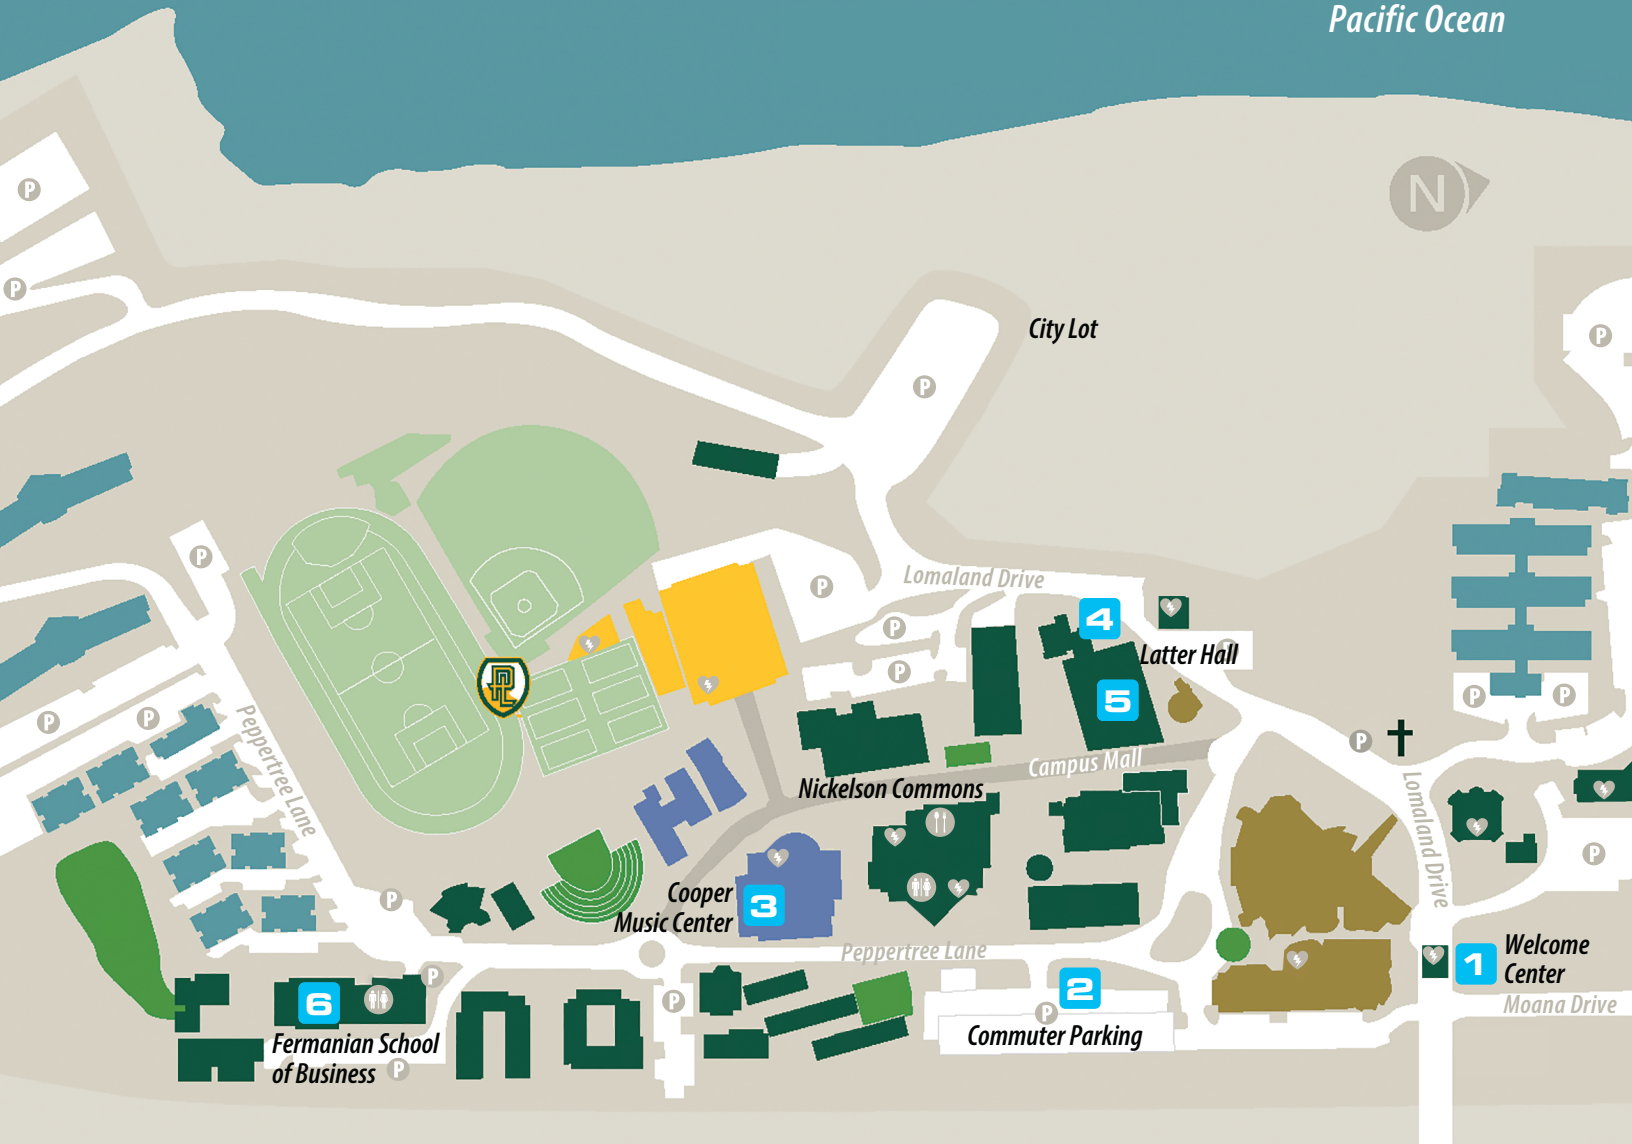 Pacific Ocean
N
P
P
City Lot
P
P
P
Lomaland Drive
P
P
P
4
Latter Hall
P
P
5
P
P
P
P
Peppertree Lane
Campus Mall
Nickelson Commons
P
Lomaland Drive
P
Cooper
Music Center
3
P
Peppertree Lane
1
Welcome
Center
Moana Drive
P
6
P
2
P
Commuter Parking
Fermanian School
of Business
P